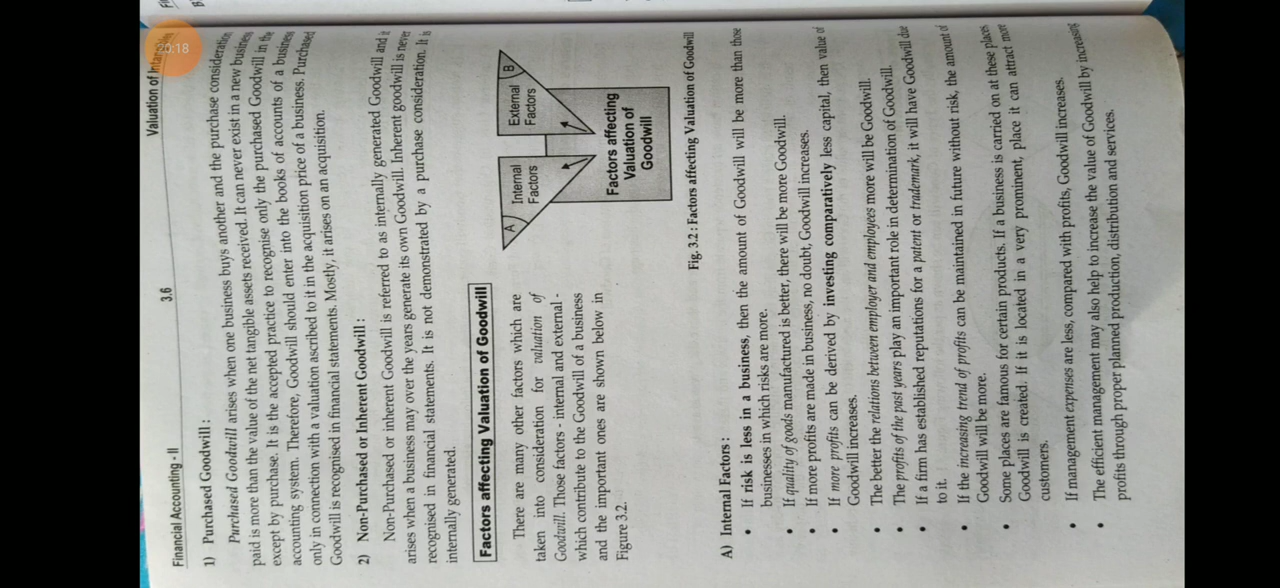 Financial Accounting - II
3.6
Valuation of
1) Purchased Goodwill :
Purchased Goodwill arises when one business buys another and the purchase consideration
paid is more than the value of the net tangible assets received. It can never exist in a new business
except by purchase. It is the accepted practice to recognise only the purchased Goodwill in the
accounting system. Therefore, Goodwill should enter into the books of accounts of a business
only in connection with a valuation ascribed to it in the acquisition price of a business. Purchased
Goodwill is recognised in financial statements. Mostly, it arises on an acquisition.
2) Non-Purchased or Inherent Goodwill :
Non-Purchased or inherent Goodwill is referred to as internally generated Goodwill and it
arises when a business may over the years generate its own Goodwill. Inherent goodwill is never
recognised in financial statements. It is not demonstrated by a purchase consideration. It is
internally generated.
Factors affecting Valuation of Goodwill
There are many other factors which are
taken into consideration for valuation of
Goodwill. Those factors - internal and external -
which contribute to the Goodwill of a business
and the important ones are shown below in
Figure 3.2.
A
Internal
Factors
External
Factors
B
Factors affecting
Valuation of
Goodwill
Fig. 3.2 : Factors affecting Valuation of Goodwill
A) Internal Factors :
• If risk is less in a business, then the amount of Goodwill will be more than those
businesses in which risks are more.
• If quality of goods manufactured is better, there will be more Goodwill.
• If more profits are made in business, no doubt, Goodwill increases.
• If more profits can be derived by investing comparatively less capital, then value of
Goodwill increases.
• The better the relations between employer and employees more will be Goodwill.
• The profits of the past years play an important role in determination of Goodwill.
• If a firm has established reputations for a patent or trademark, it will have Goodwill due
to it.
• If the increasing trend of profits can be maintained in future without risk, the amount of
Goodwill will be more.
• Some places are famous for certain products. If a business is carried on at these places
Goodwill is created. If it is located in a very prominent, place it can attract more
customers.
• If management expenses are less, compared with profits, Goodwill increases.
• The efficient management may also help to increase the value of Goodwill by increasing
profits through proper planned production, distribution and services.